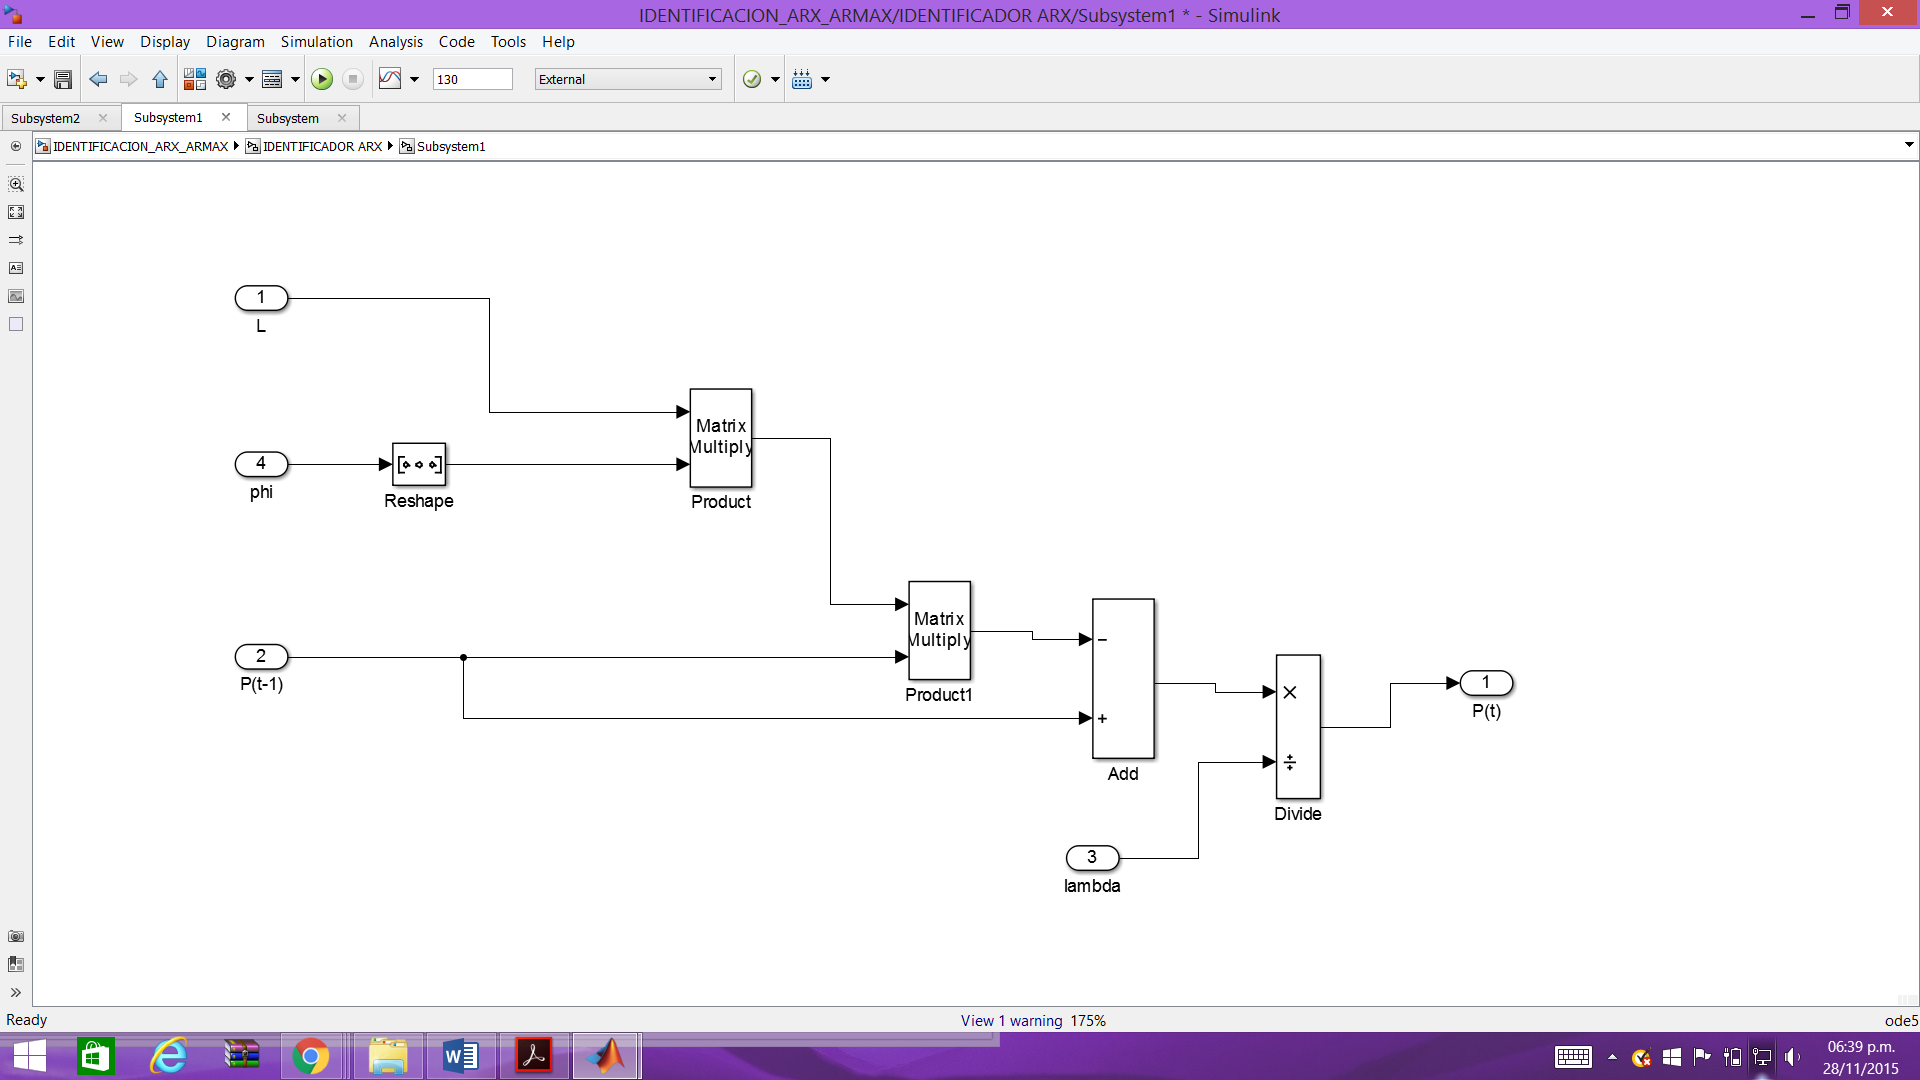 IDENTIFICACION_ARX_ARMAX/IDENTIFICADOR ARX/Subsystem1 * - Simulink
File Edit View Display Diagram Simulation Analysis Code Tools Help
130 External
Subsystem2 Subsystem1 Subsystem
IDENTIFICACION_ARX_ARMAX IDENTIFICADOR ARX Subsystem1
1
L
Matrix
Multiply
Product
4
phi
Reshape
2
P(t-1)
Matrix
Multiply
Product1
Add
Divide
1
P(t)
3
lambda
Ready
View 1 warning 175%
ode5
06:39 p.m.
28/11/2015